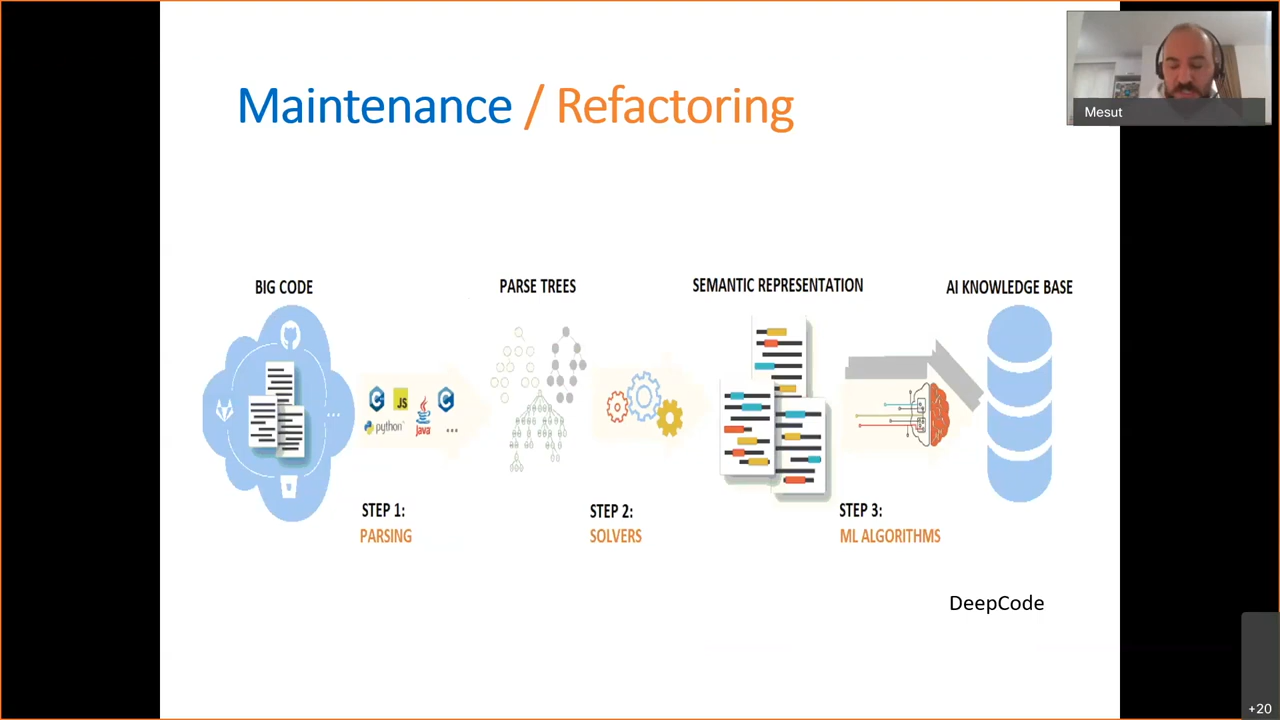 Maintenance / Refactoring
Mesut
BIG CODE
PARSE TREES
SEMANTIC REPRESENTATION
AI KNOWLEDGE BASE
C
JS
C
python
Java
...
STEP 1:
PARSING
STEP 2:
SOLVERS
STEP 3:
ML ALGORITHMS
DeepCode
+20